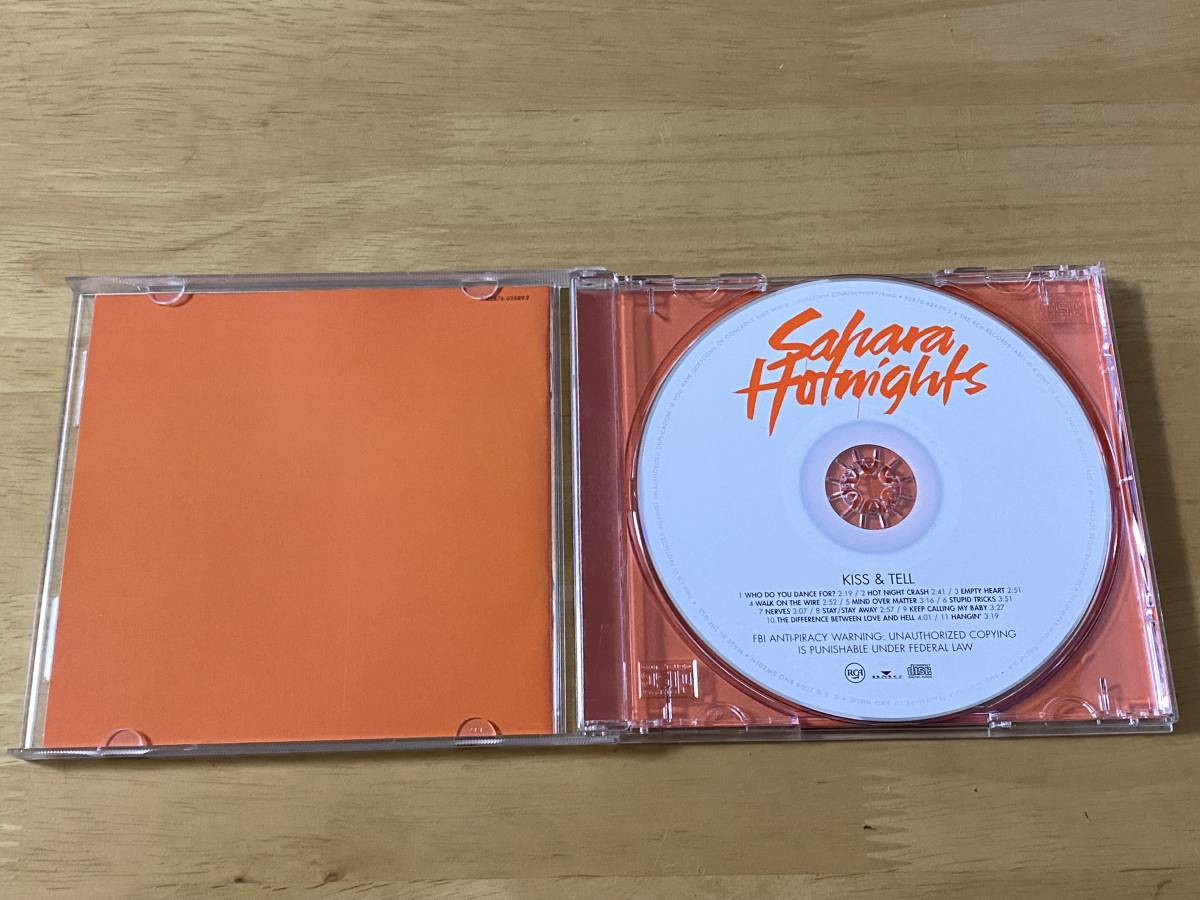 Sahara
Hotnights
KISS & TELL
1 WHO DO YOU DANCE FOR? 2:19 / 2 HOT NIGHT CRASH 2:41 / 3 EMPTY HEART 2:51
4 WALK ON THE WIRE 2:52 / 5 MIND OVER MATTER 3:16 / 6 STUPID TRICKS 3:51
7 NERVES 3:07 / 8 STAY/STAY AWAY 2:57 / 9 KEEP CALLING MY BABY 3:27
10 THE DIFFERENCE BETWEEN LOVE AND HELL 4:01 / 11 HANGIN' 3:19
FBI ANTI-PIRACY WARNING: UNAUTHORIZED COPYING
IS PUNISHABLE UNDER FEDERAL LAW
RCA BMG disc